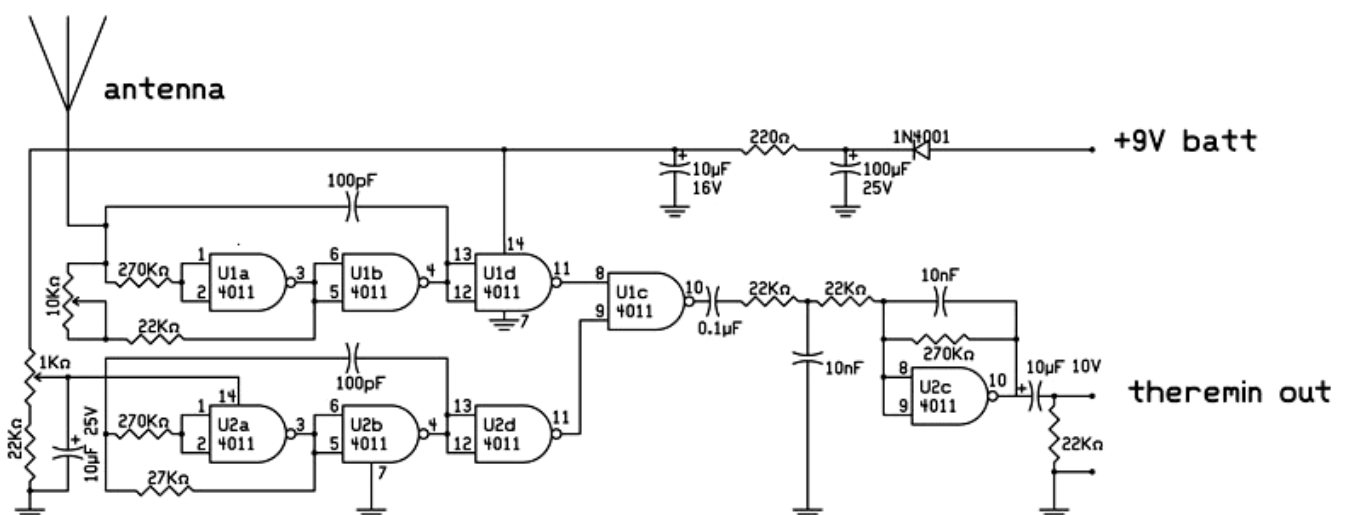 antenna
220Ω
1N4001
+9V batt
+
10µF
16V
+
100µF
25V
100pF
14
10KΩ
270KΩ
1
2
U1a
4011
3
6
5
U1b
4011
4
13
12
U1d
4011
11
7
22KΩ
8
9
U1c
4011
10
0.1µF
22KΩ
22KΩ
10nF
270KΩ
10nF
8
9
U2c
4011
10
+
10µF 10V
theremin out
22KΩ
1KΩ
22KΩ
+
10µF 25V
100pF
14
270KΩ
1
2
U2a
4011
3
6
5
U2b
4011
4
7
13
12
U2d
4011
11
27KΩ